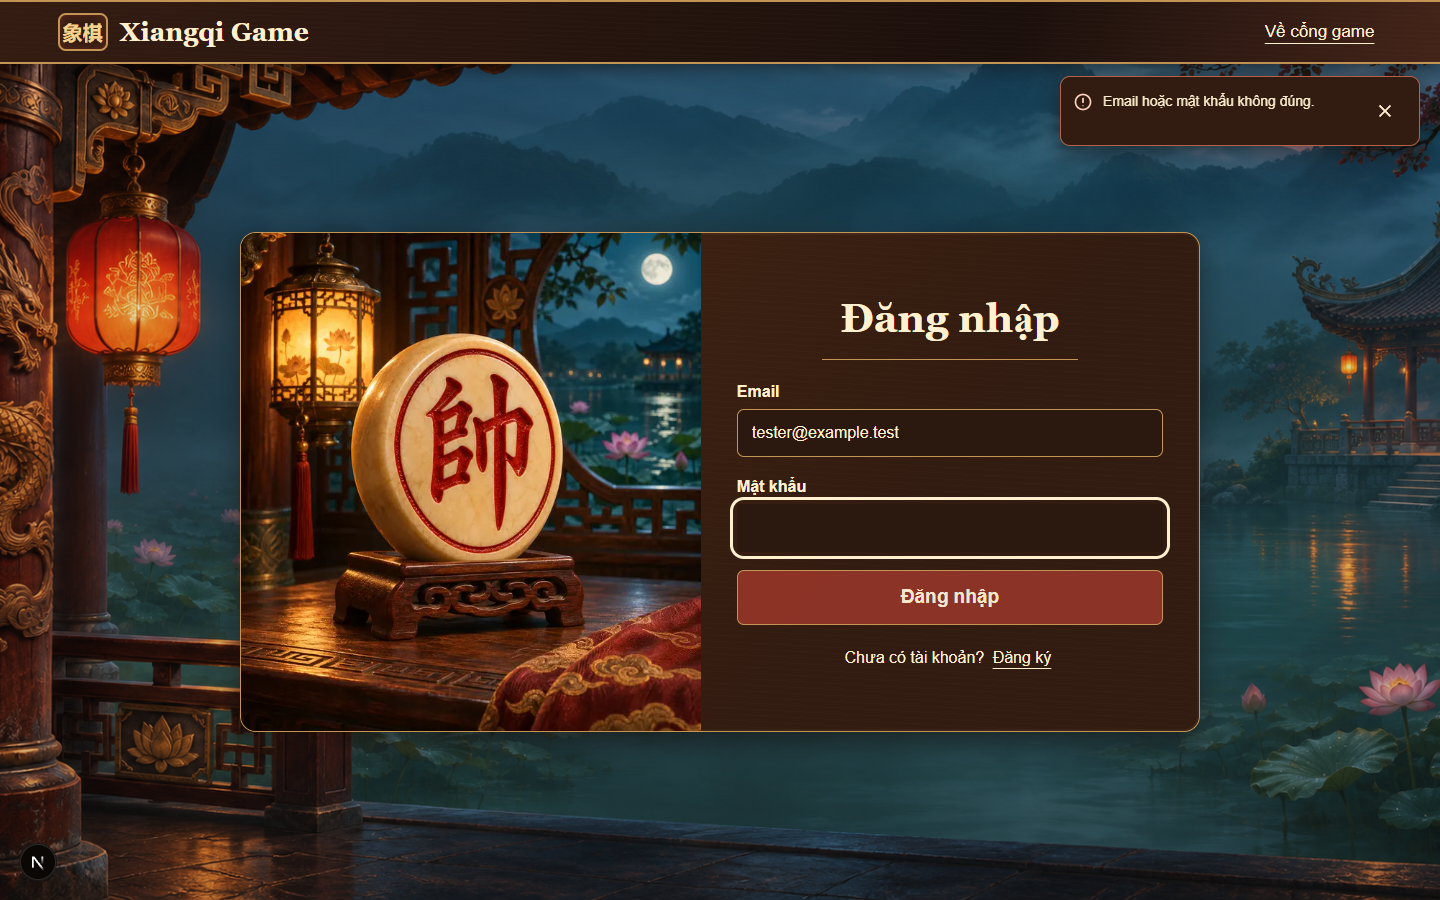 象棋 Xiangqi Game
Về cổng game
Email hoặc mật khẩu không đúng.
帥
Đăng nhập
Email
tester@example.test
Mật khẩu
Đăng nhập
Chưa có tài khoản? Đăng ký
N